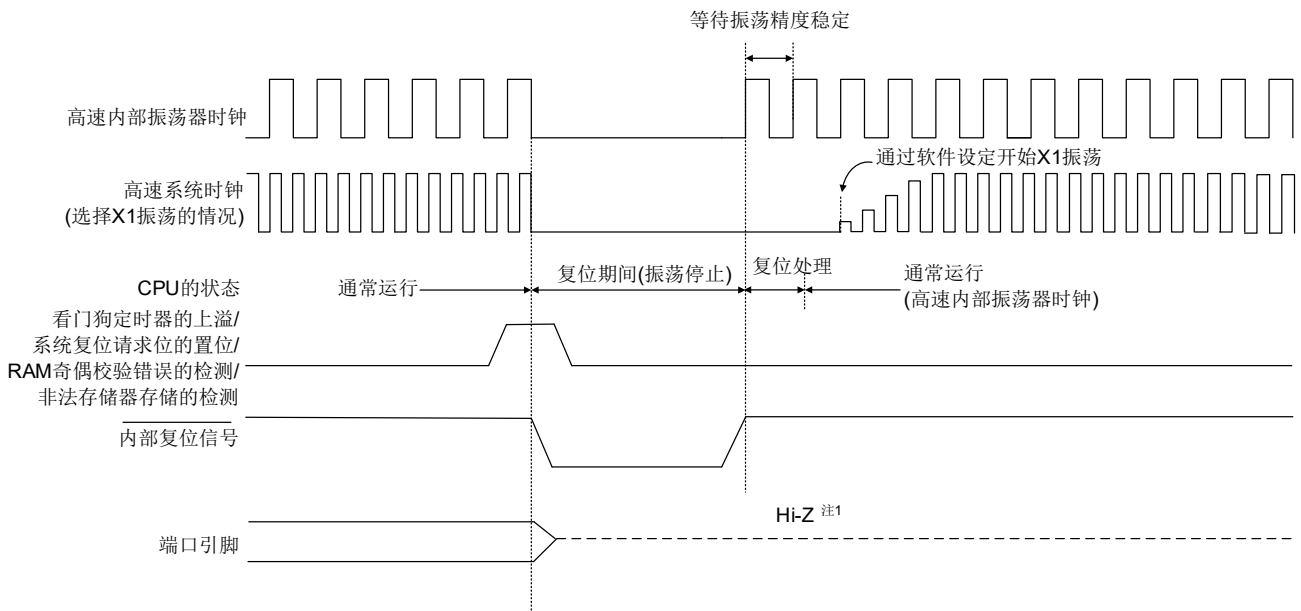 等待振荡精度稳定
高速内部振荡器时钟
通过软件设定开始X1振荡
高速系统时钟
(选择X1振荡的情况)
CPU的状态
通常运行
复位期间(振荡停止)
复位处理
通常运行
(高速内部振荡器时钟)
看门狗定时器的上溢/
系统复位请求位的置位/
RAM奇偶校验错误的检测/
非法存储器存储的检测
内部复位信号
Hi-Z 注1
端口引脚